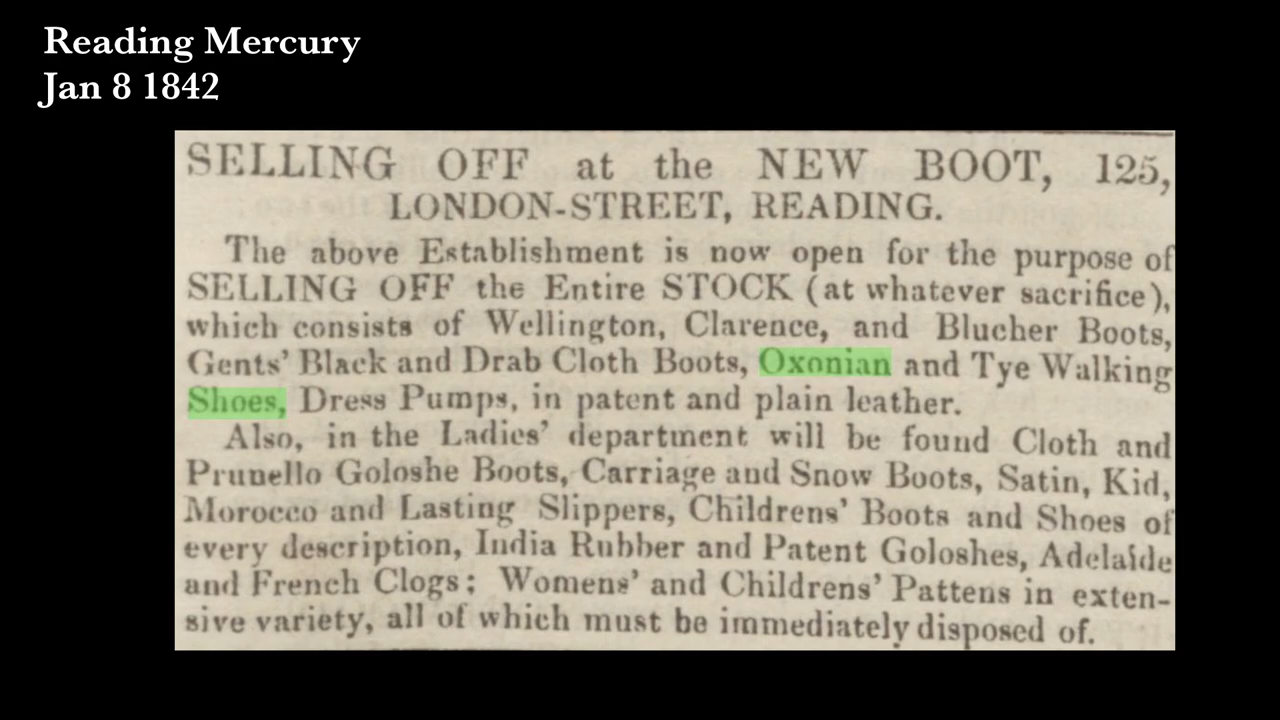 Reading Mercury
Jan 8 1842
SELLING OFF at the NEW BOOT, 125,
LONDON-STREET, READING.
The above Establishment is now open for the purpose of
SELLING OFF the Entire STOCK (at whatever sacrifice),
which consists of Wellington, Clarence, and Blucher Boots,
Gents' Black and Drab Cloth Boots, Oxonian and Tye Walking
Shoes, Dress Pumps, in patent and plain leather.
Also, in the Ladies' department will be found Cloth and
Prunello Goloshe Boots, Carriage and Snow Boots, Satin, Kid,
Morocco and Lasting Slippers, Childrens' Boots and Shoes of
every description, India Rubber and Patent Goloshes, Adelaide
and French Clogs; Womens' and Childrens' Pattens in exten-
sive variety, all of which must be immediately disposed of.